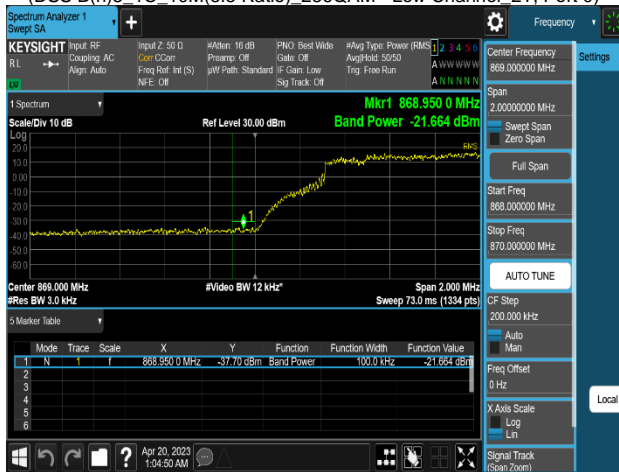 Spectrum Analyzer 1
Swept SA
+
Frequency
KEYSIGHT
RL
Input: RF
Coupling: AC
Align: Auto
Input Z: 50 Ω
Corr CCorr
Freq Ref: Int (S)
NFE: Off
#Atten: 16 dB
Preamp: Off
µW Path: Standard
PNO: Best Wide
Gate: Off
IF Gain: Low
Sig Track: Off
#Avg Type: Power (RMS
Avg|Hold: 50/50
Trig: Free Run
1 2 3 4 5 6
A W W W W W
A N N N N N
Center Frequency
869.000000 MHz
Settings
Span
2.00000000 MHz
Swept Span
Zero Span
Full Span
Start Freq
868.000000 MHz
Stop Freq
870.000000 MHz
AUTO TUNE
CF Step
200.000 kHz
Auto
Man
Freq Offset
0 Hz
X Axis Scale
Log
Lin
Signal Track
(Span Zoom)
Local
1 Spectrum
Scale/Div 10 dB
Ref Level 30.00 dBm
Mkr1 868.950 0 MHz
Band Power -21.664 dBm
Log
RMS
20.0
10.0
0.00
-10.0
-20.0
-30.0
-40.0
-50.0
-60.0
1
Center 869.000 MHz
#Video BW 12 kHz*
Span 2.000 MHz
#Res BW 3.0 kHz
Sweep 73.0 ms (1334 pts)
5 Marker Table
Mode Trace Scale X Y Function Function Width Function Value
1 N 1 f 868.950 0 MHz -37.70 dBm Band Power 100.0 kHz -21.664 dBm
2
3
4
5
6
?
Apr 20, 2023
1:04:50 AM